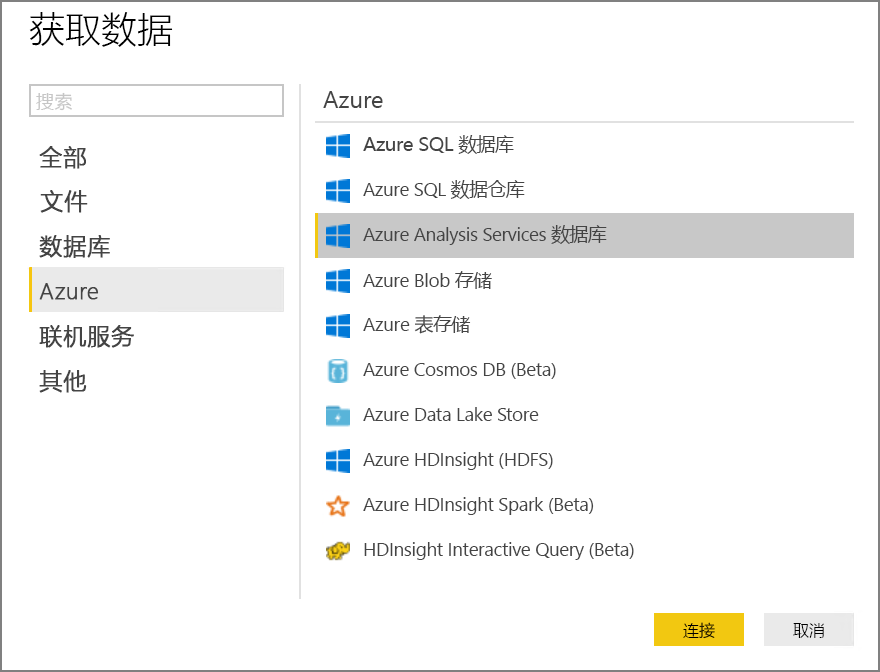 获取数据
搜索
全部
文件
数据库
Azure
联机服务
其他
Azure
Azure SQL 数据库
Azure SQL 数据仓库
Azure Analysis Services 数据库
Azure Blob 存储
Azure 表存储
Azure Cosmos DB (Beta)
Azure Data Lake Store
Azure HDInsight (HDFS)
Azure HDInsight Spark (Beta)
HDInsight Interactive Query (Beta)
连接
取消